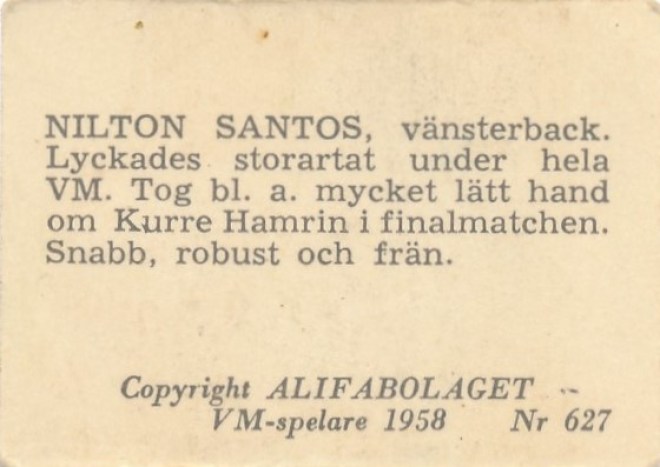 NILTON SANTOS, vänsterback.
Lyckades storartat under hela
VM. Tog bl. a. mycket lätt hand
om Kurre Hamrin i finalmatchen.
Snabb, robust och frän.
Copyright ALIFABOLAGET
VM-spelare 1958 Nr 627